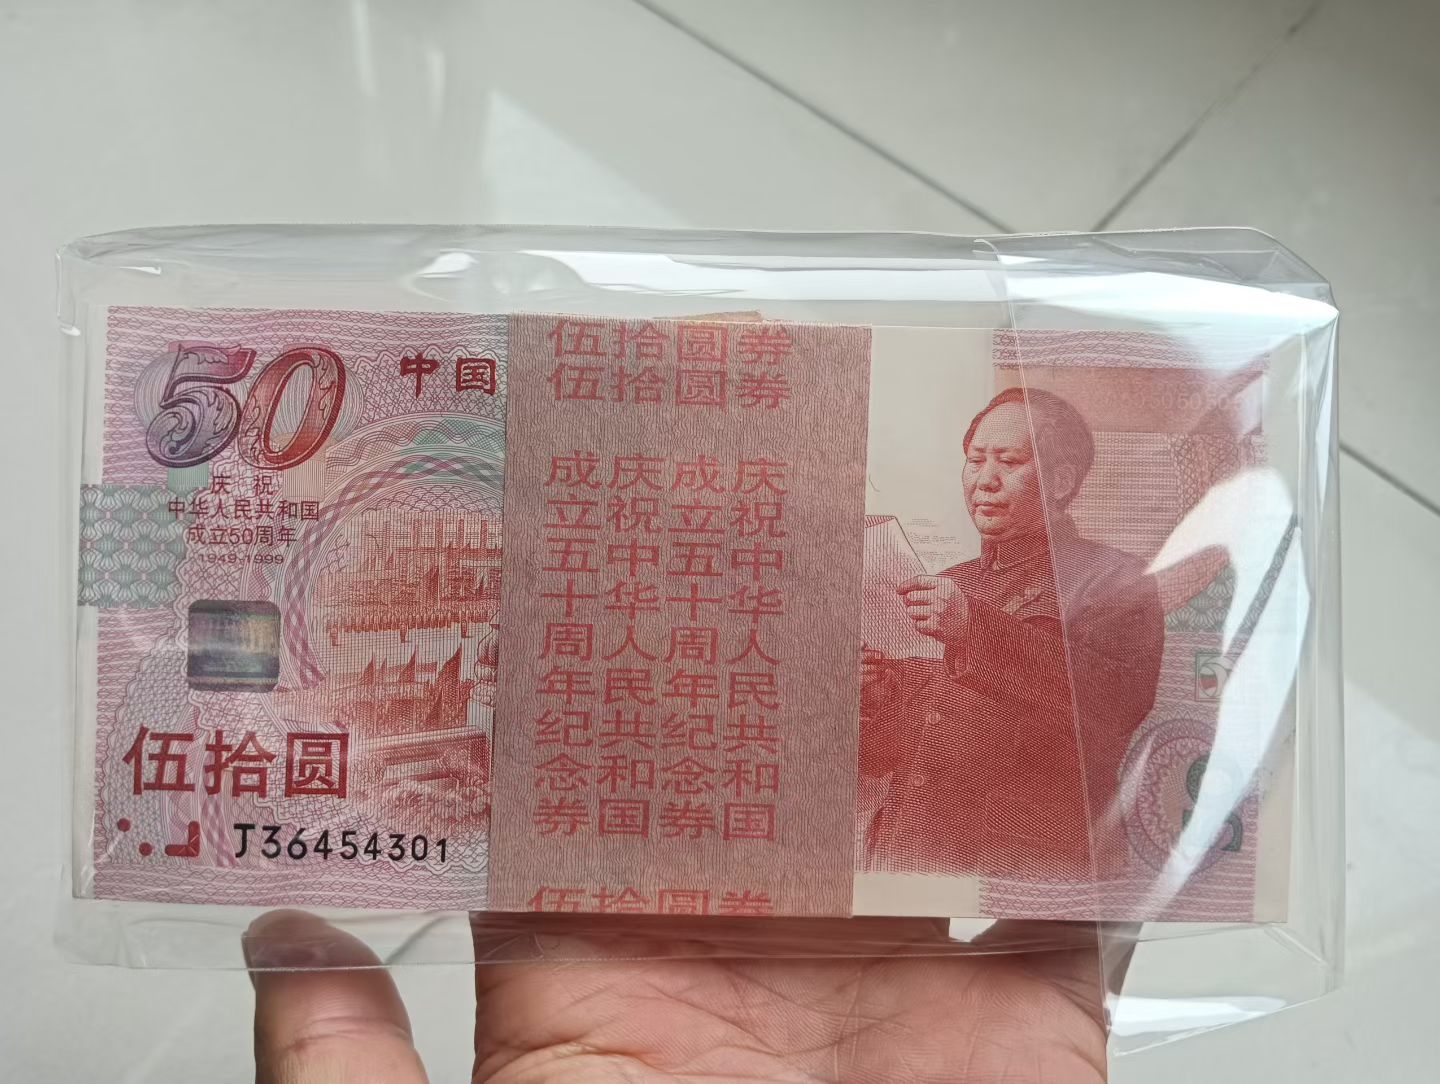 50
中国
庆祝
中华人民共和国
成立50周年
1949-1999
伍拾圆
J36454301
伍拾圆券
伍拾圆券
庆祝中华人民共和国
成立五十周年纪念券
庆祝中华人民共和国
成立五十周年纪念券
伍拾圆券
50